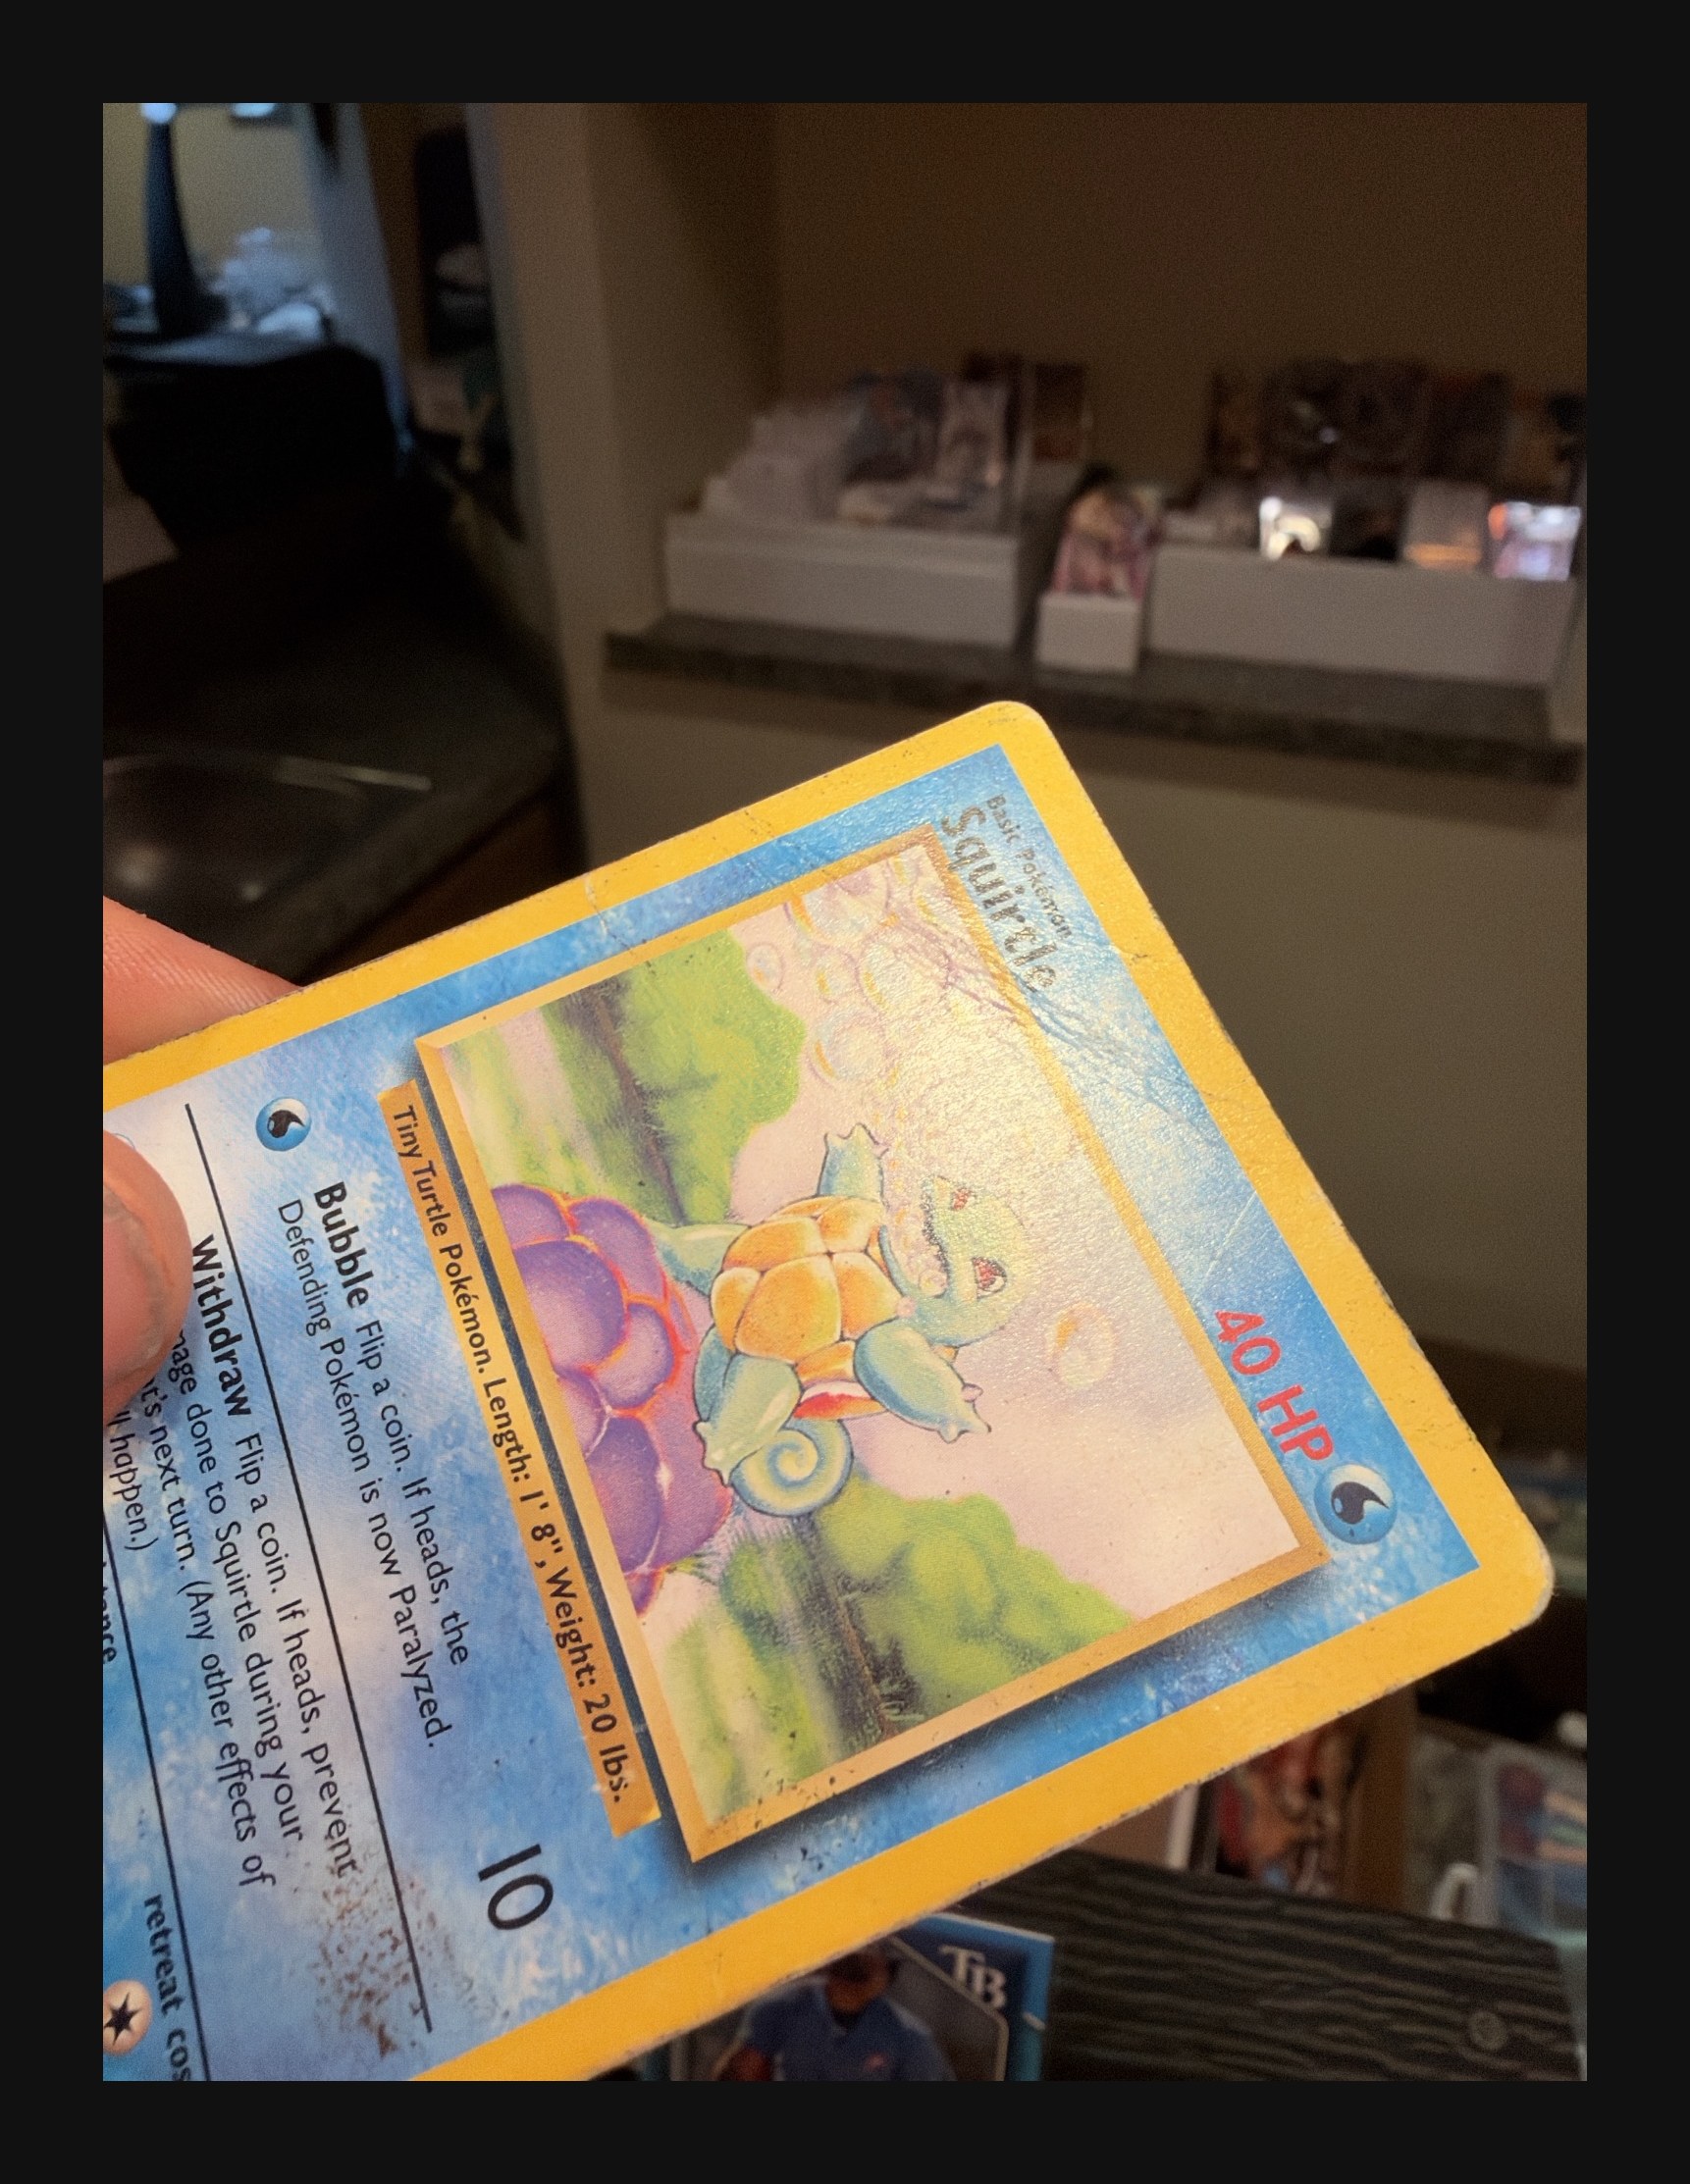 Basic Pokémon
Squirtle
40 HP
Tiny Turtle Pokémon. Length: 1' 8", Weight: 20 lbs.
Bubble Flip a coin. If heads, the
Defending Pokémon is now Paralyzed.
10
Withdraw Flip a coin. If heads, prevent
done to Squirtle during your
next turn. (Any other effects of
happen.)
retreat
TB